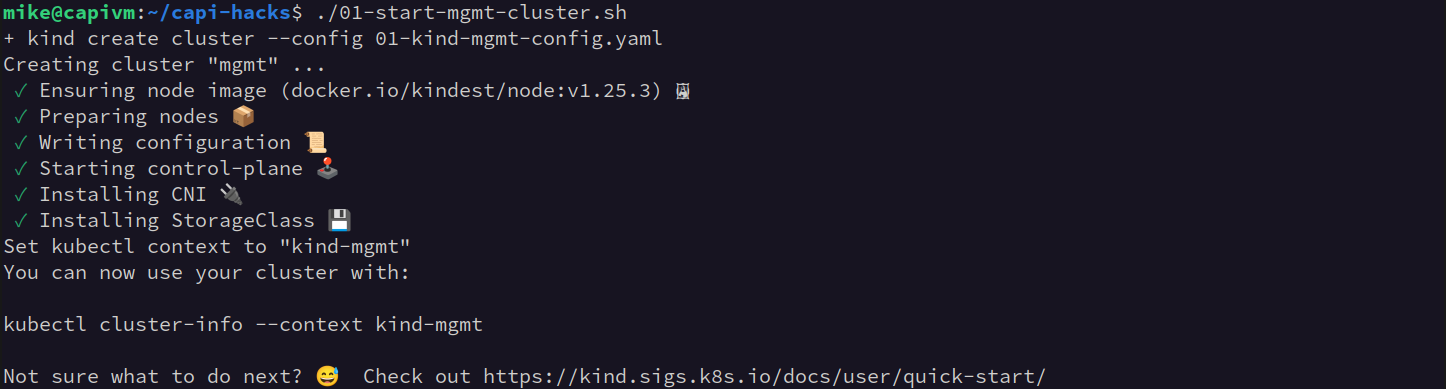 mike@capivm:~/capi-hacks$ ./01-start-mgmt-cluster.sh
+ kind create cluster --config 01-kind-mgmt-config.yaml
Creating cluster "mgmt" ...
 ✓ Ensuring node image (docker.io/kindest/node:v1.25.3) 🖼
 ✓ Preparing nodes 📦
 ✓ Writing configuration 📜
 ✓ Starting control-plane 🕹️
 ✓ Installing CNI 🔌
 ✓ Installing StorageClass 💾
Set kubectl context to "kind-mgmt"
You can now use your cluster with:

kubectl cluster-info --context kind-mgmt

Not sure what to do next? 😅  Check out https://kind.sigs.k8s.io/docs/user/quick-start/